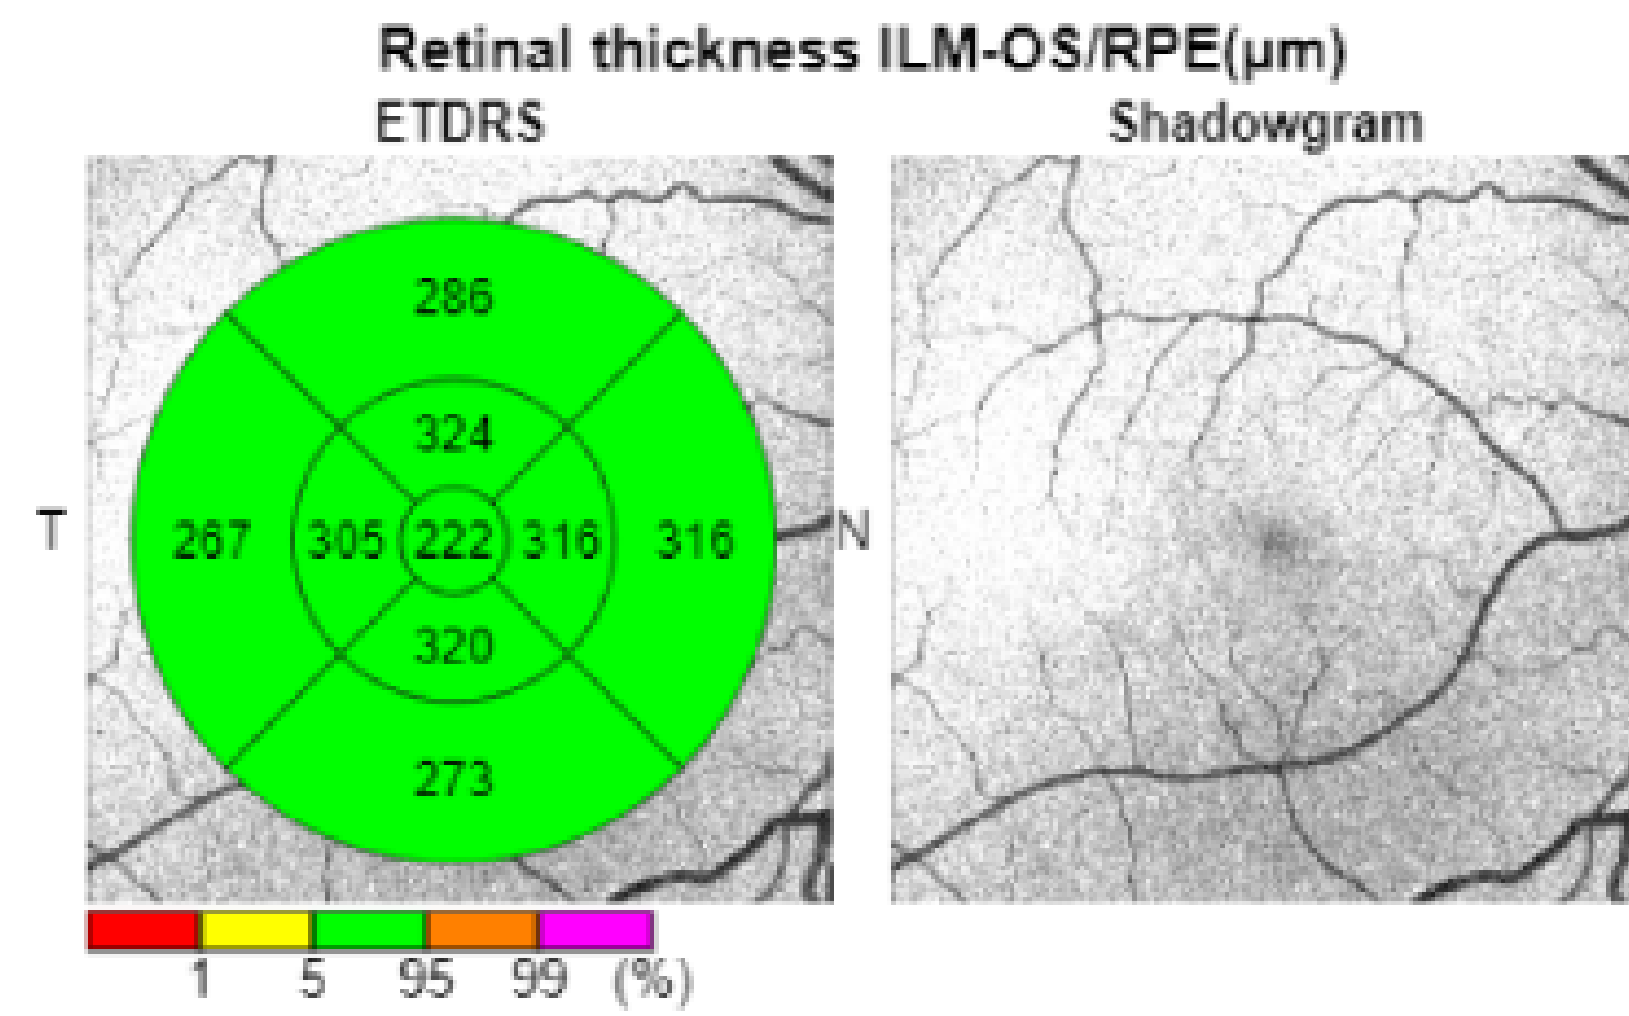 Retinal thickness ILM-OS/RPE(µm)
ETDRS Shadowgram
286
324
T 267 305 222 316 316 N
320
273
1 5 95 99 (%)